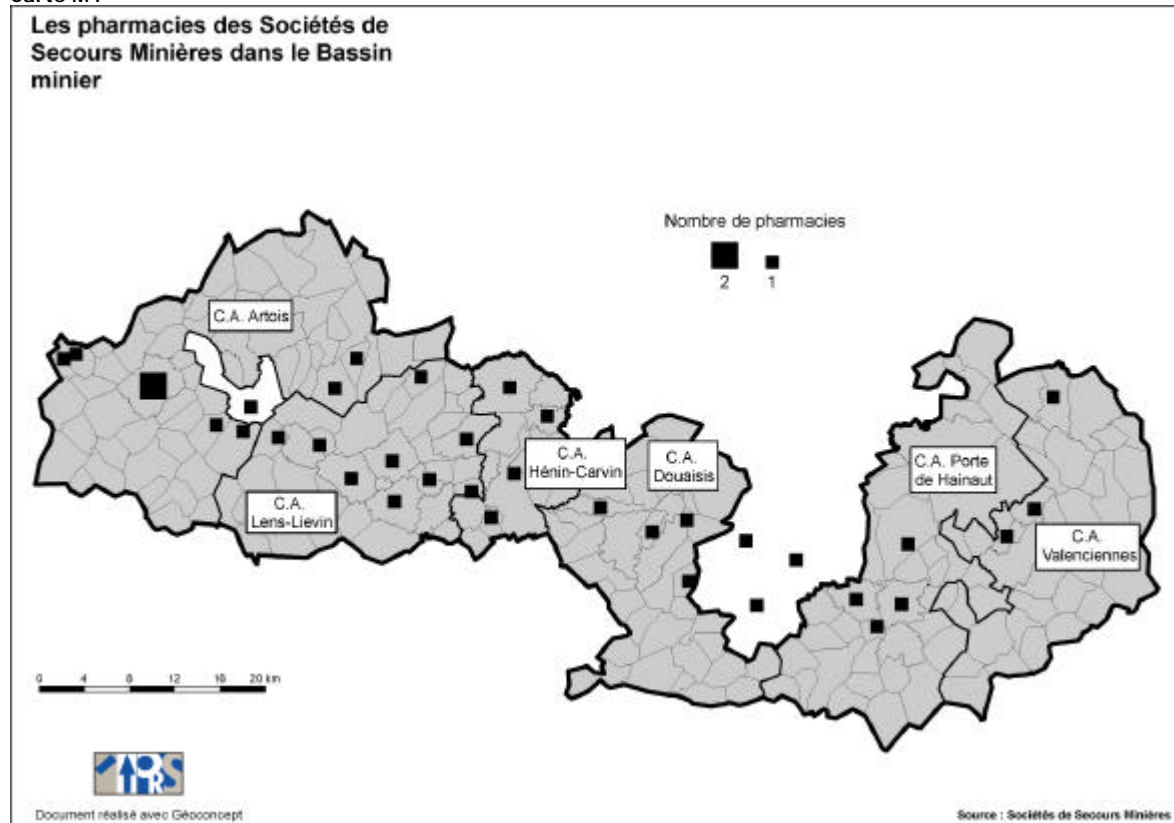 Les pharmacies des Sociétés de
Secours Minières dans le Bassin
minier
Nombre de pharmacies
2 1
C.A. Artois
C.A.
Hénin-Carvin
C.A.
Douaisis
C.A. Porte
de Hainaut
C.A.
Lens-Lievin
C.A.
Valenciennes
0 4 8 12 16 20 km
Document réalisé avec Géoconcept
Source : Sociétés de Secours Minières